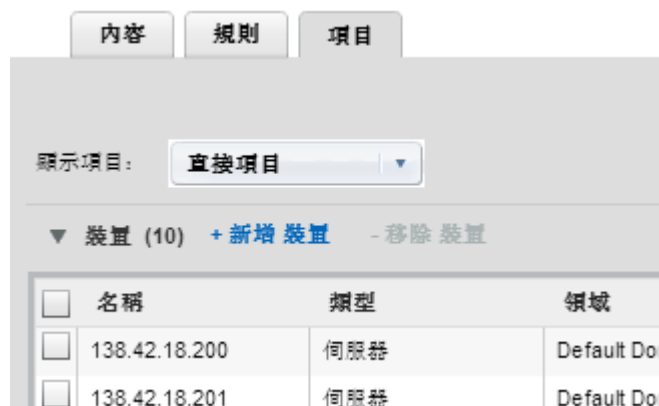 內容 規則 項目
顯示項目: 直接項目
裝置 (10) + 新增 裝置 - 移除 裝置
名稱 類型 領域
138.42.18.200 伺服器 Default Do
138.42.18.201 伺服器 Default Do